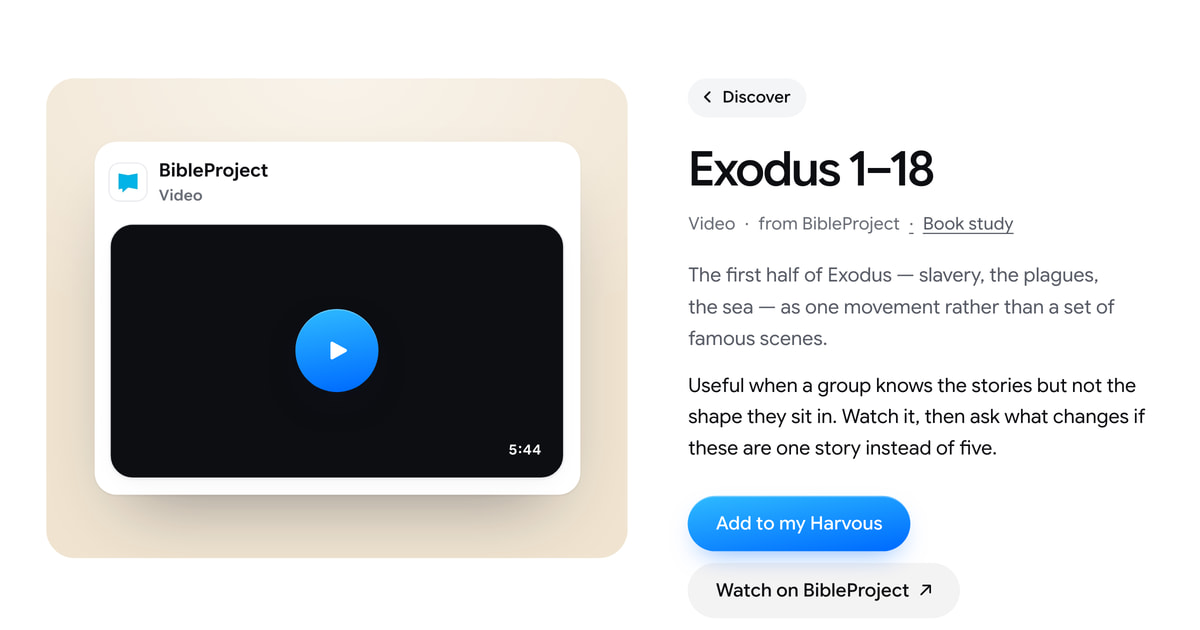 BibleProject
Video
5:44
Discover
Exodus 1–18
Video · from BibleProject · Book study
The first half of Exodus — slavery, the plagues,
the sea — as one movement rather than a set of
famous scenes.
Useful when a group knows the stories but not the
shape they sit in. Watch it, then ask what changes if
these are one story instead of five.
Add to my Harvous
Watch on BibleProject